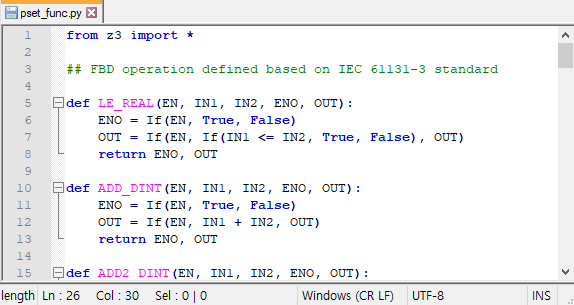 pset_func.py
1 from z3 import *
2
3 ## FBD operation defined based on IEC 61131-3 standard
4
5 def LE_REAL(EN, IN1, IN2, ENO, OUT):
6     ENO = If(EN, True, False)
7     OUT = If(EN, If(IN1 <= IN2, True, False), OUT)
8     return ENO, OUT
9
10 def ADD_DINT(EN, IN1, IN2, ENO, OUT):
11     ENO = If(EN, True, False)
12     OUT = If(EN, IN1 + IN2, OUT)
13     return ENO, OUT
14
15 def ADD2_DINT(EN, IN1, IN2, ENO, OUT):
length Ln : 26 Col : 30 Sel : 0 | 0 Windows (CR LF) UTF-8 INS